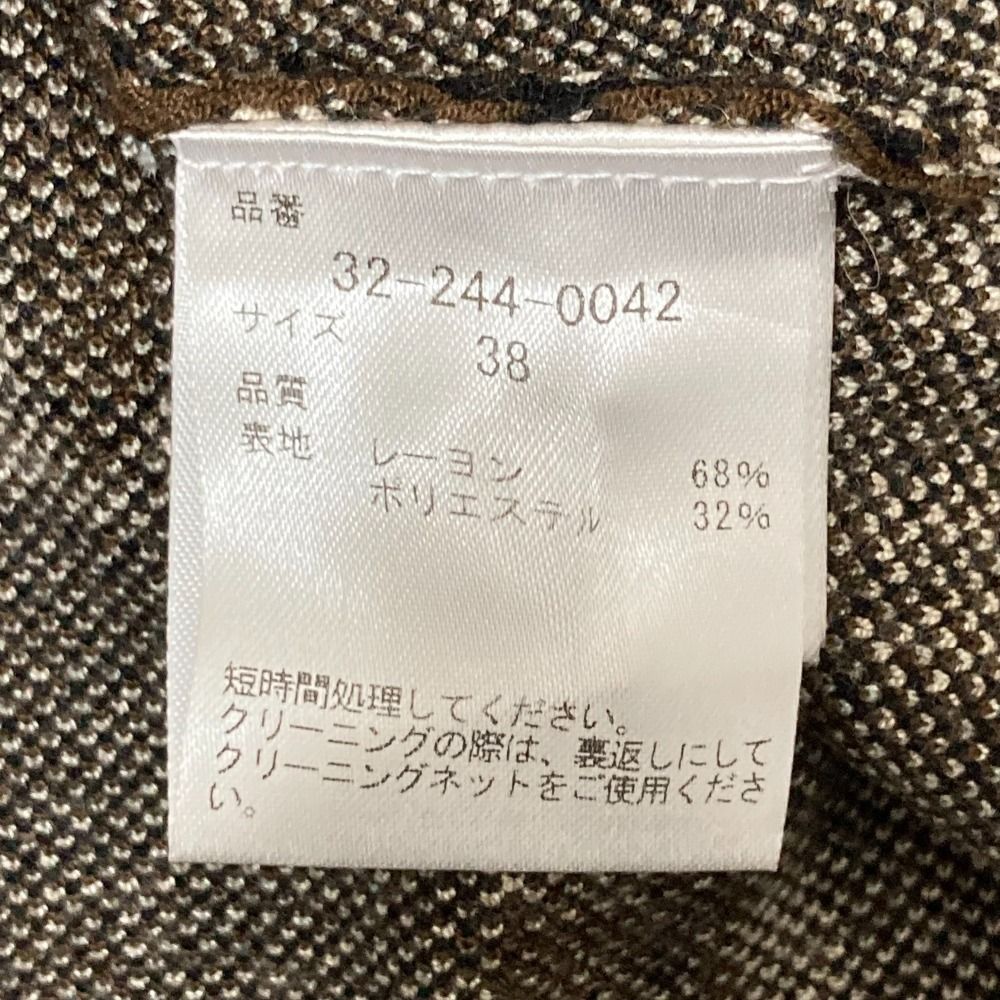 品番
32-244-0042
サイズ 38
品質
表地 レーヨン 68%
ポリエステル 32%
短時間処理してください。
クリーニングの際は、裏返しにして
クリーニングネットをご使用くださ
い。